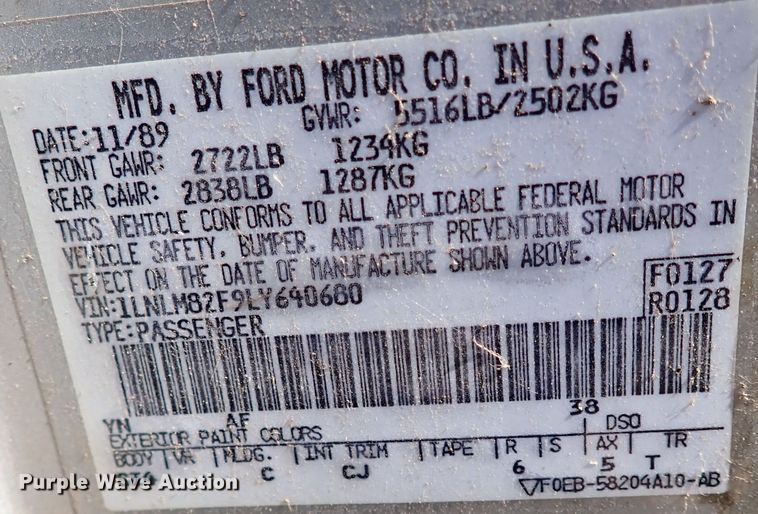 MFD. BY FORD MOTOR CO. IN U.S.A.
DATE: 11/89 GVWR: 5516LB/2502KG
FRONT GAWR: 2722LB 1234KG
REAR GAWR: 2838LB 1287KG
THIS VEHICLE CONFORMS TO ALL APPLICABLE FEDERAL MOTOR
VEHICLE SAFETY, BUMPER, AND THEFT PREVENTION STANDARDS IN
EFFECT ON THE DATE OF MANUFACTURE SHOWN ABOVE.
VIN: 1LNLM82F9LY640680 F0127
TYPE: PASSENGER R0128
YN AF 38
EXTERIOR PAINT COLORS DSO
BODY VR MLDG. INT TRIM TAPE R S AX TR
C CJ 6 5 T
F0EB-58204A10-AB
Purple Wave Auction